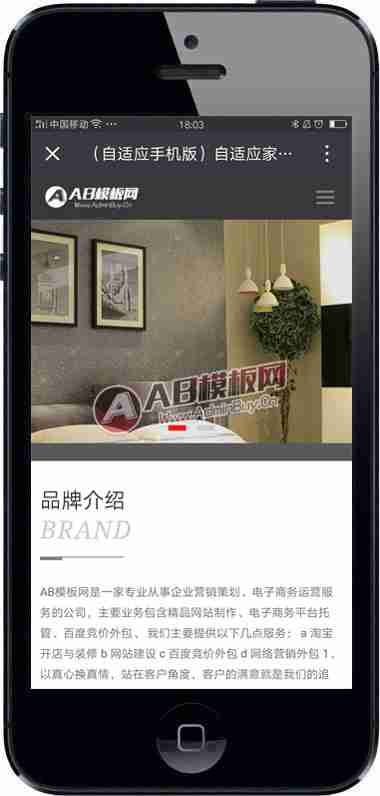 中国移动
18:03
（自适应手机版）自适应家…
AB模板网
Www.AdminBuy.Cn
AB模板网
Www.AdminBuy.Cn
品牌介绍
BRAND
AB模板网是一家专业从事企业营销策划、电子商务运营服
务的公司，主要业务包含精品网站制作、电子商务平台托
管、百度竞价外包、 我们主要提供以下几点服务： a 淘宝
开店与装修 b 网站建设 c 百度竞价外包 d 网络营销外包 1、
以真心换真情，站在客户角度，客户的满意就是我们的追